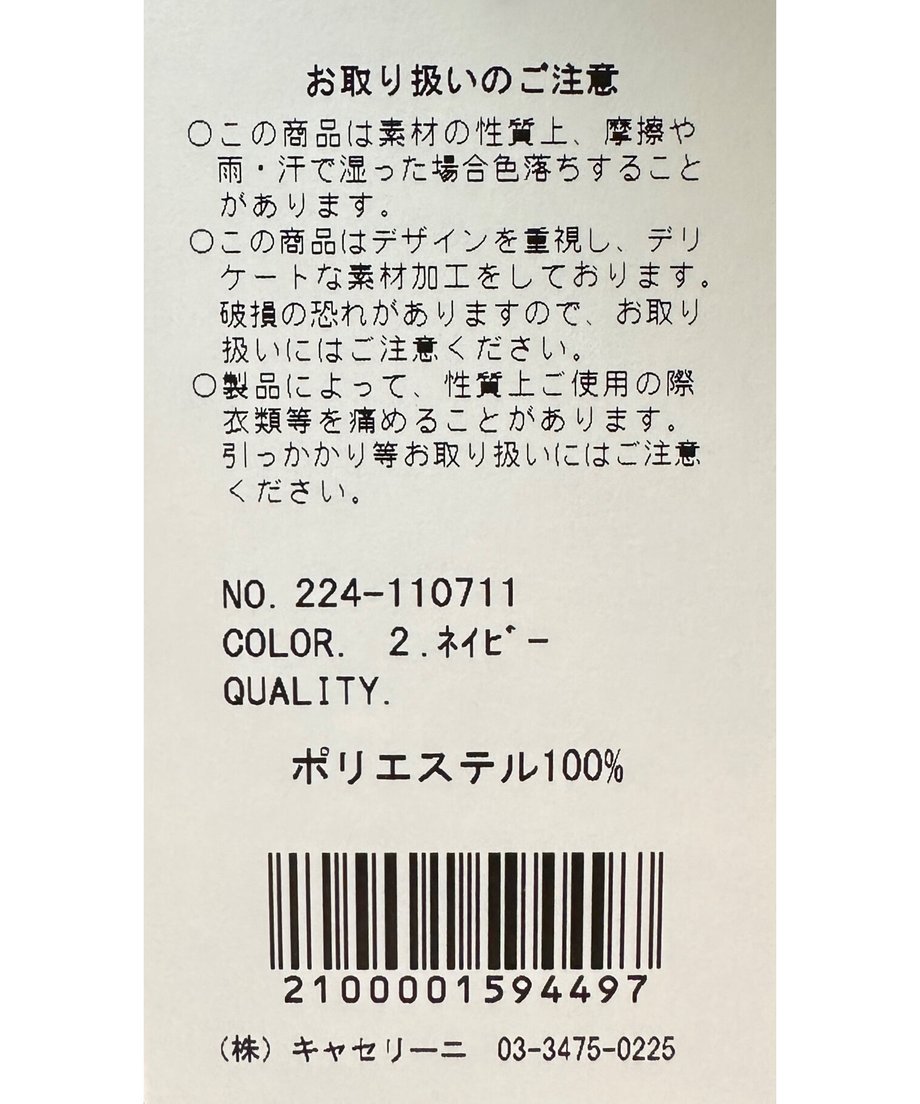 お取り扱いのご注意
○この商品は素材の性質上、摩擦や
雨・汗で湿った場合色落ちすること
があります。
○この商品はデザインを重視し、デリ
ケートな素材加工をしております。
破損の恐れがありますので、お取り
扱いにはご注意ください。
○製品によって、性質上ご使用の際
衣類等を痛めることがあります。
引っかかり等お取り扱いにはご注意
ください。
NO. 224-110711
COLOR. 2.ﾈｲﾋﾞｰ
QUALITY.
ポリエステル100%
2100001594497
(株) キャセリーニ 03-3475-0225